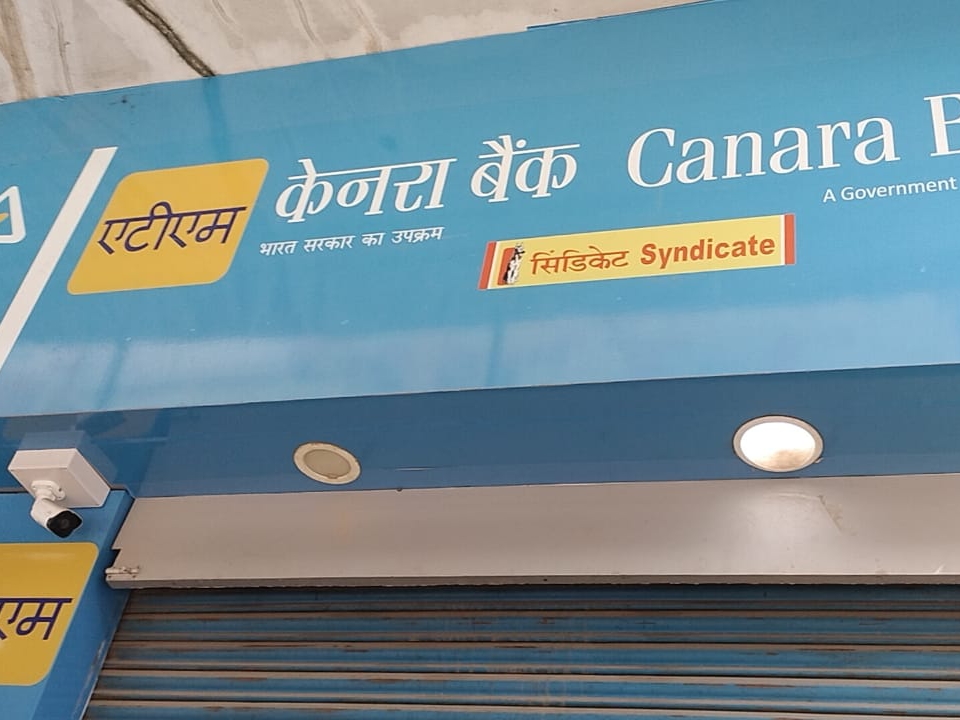 एटीएम
केनरा बैंक Canara B
भारत सरकार का उपक्रम
A Government
सिंडिकेट Syndicate
एम